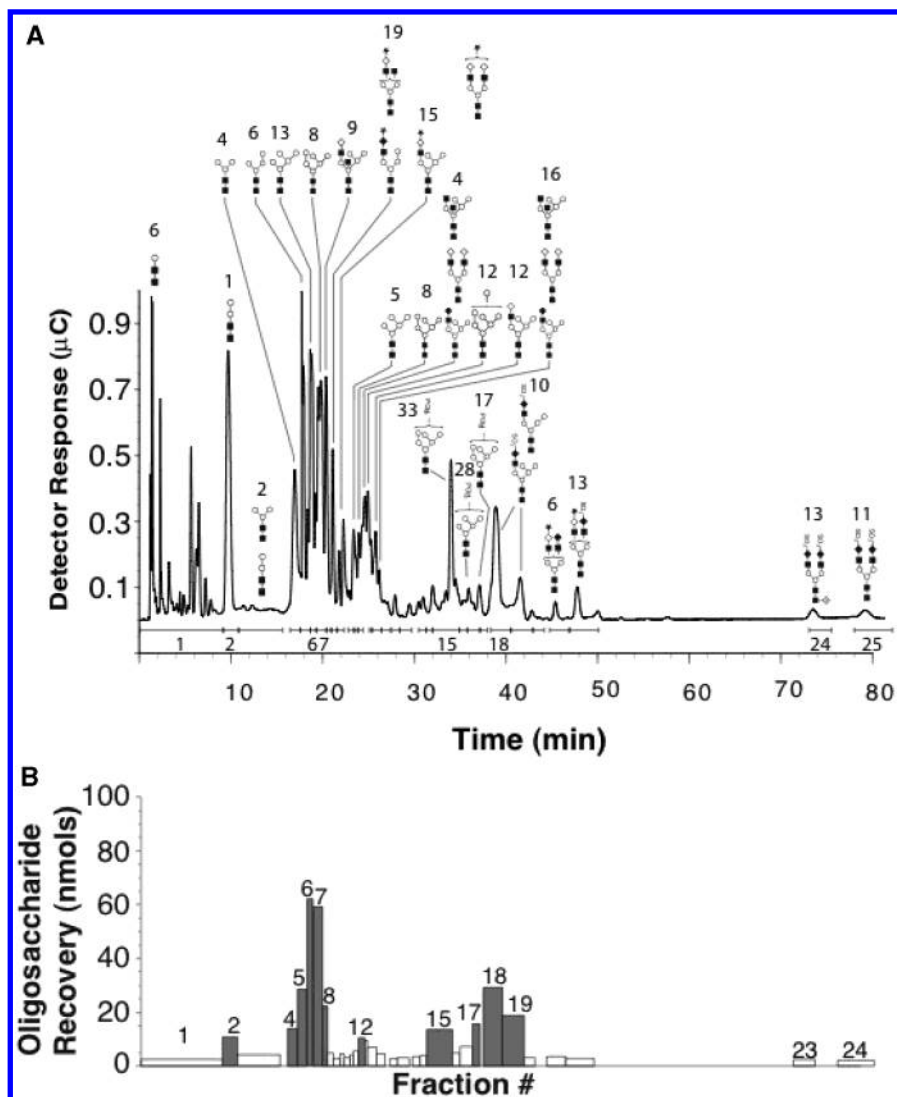 A
19
4 6 13 8 9 15
4 16
6
1
5 8 12 12
10
33 17
28
2
6 13 13 11
0.9
0.7
0.5
0.3
0.1
Detector Response (μC)
1 2 67 15 18 24 25
10 20 30 40 50 60 70 80
Time (min)
B
100
80
60
40
20
0
Oligosaccharide
Recovery (nmols)
1 2 4 5 6 7 8 12 15 17 18 19 23 24
Fraction #